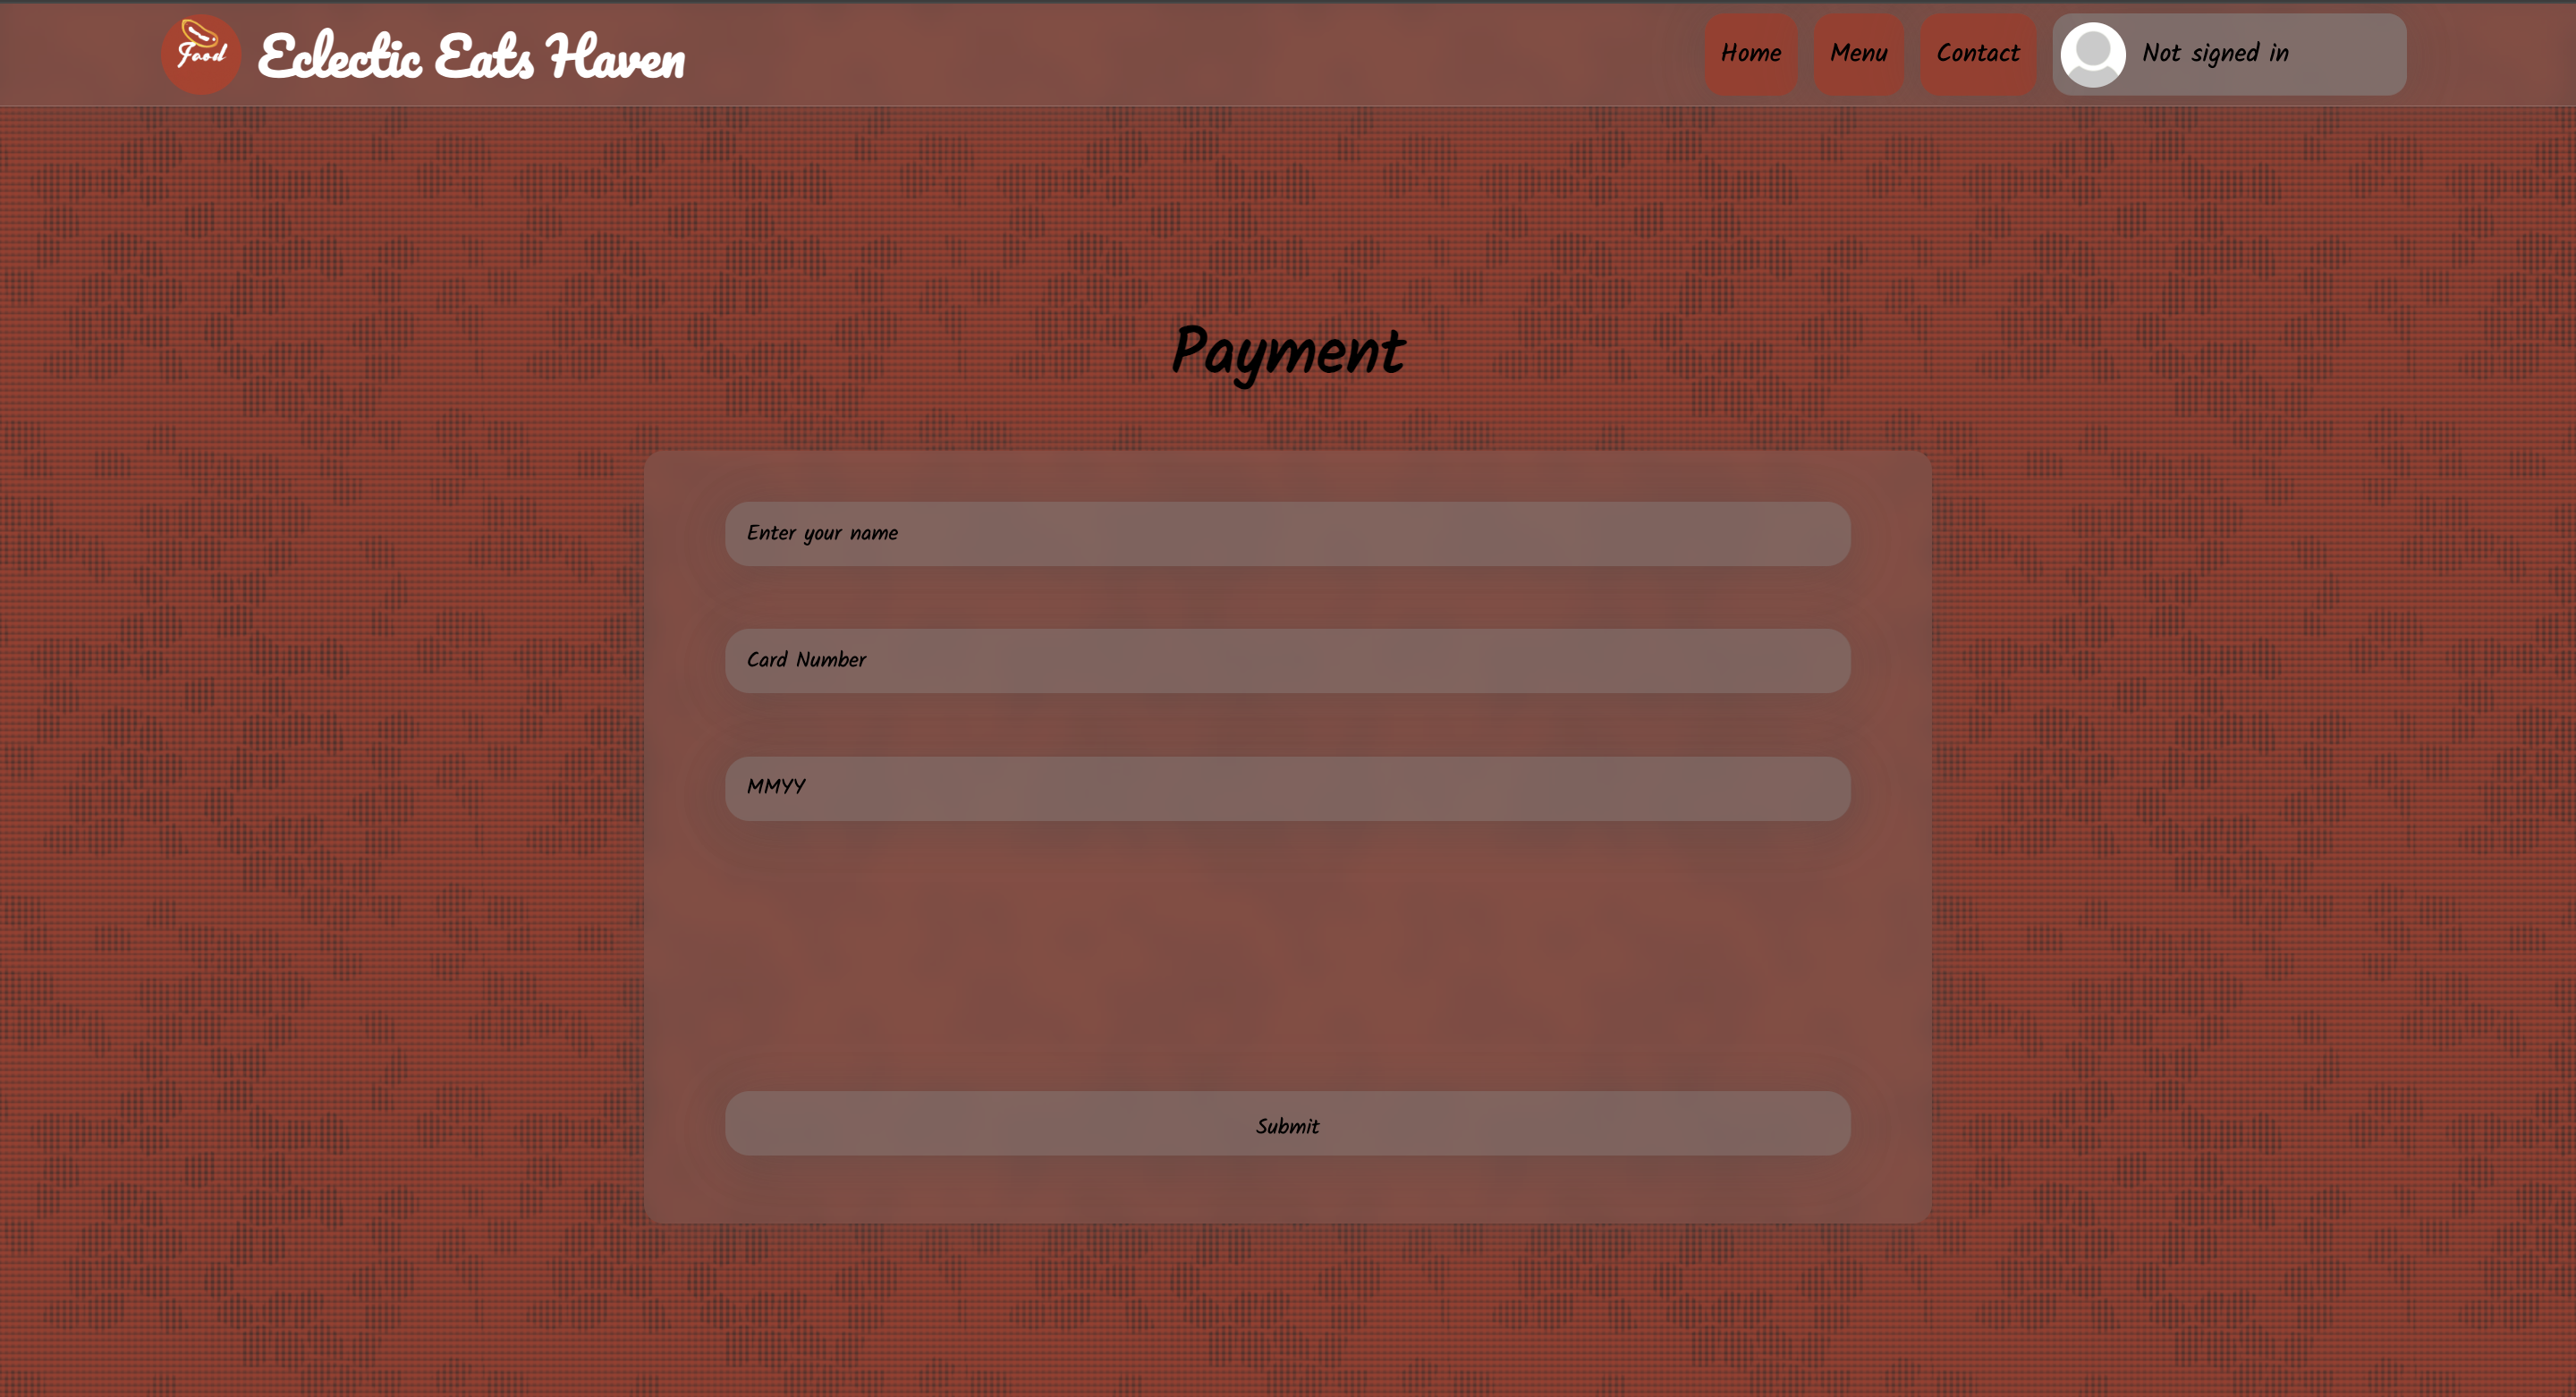 Food
Eclectic Eats Haven
Home
Menu
Contact
Not signed in
Payment
Enter your name
Card Number
MMYY
Submit